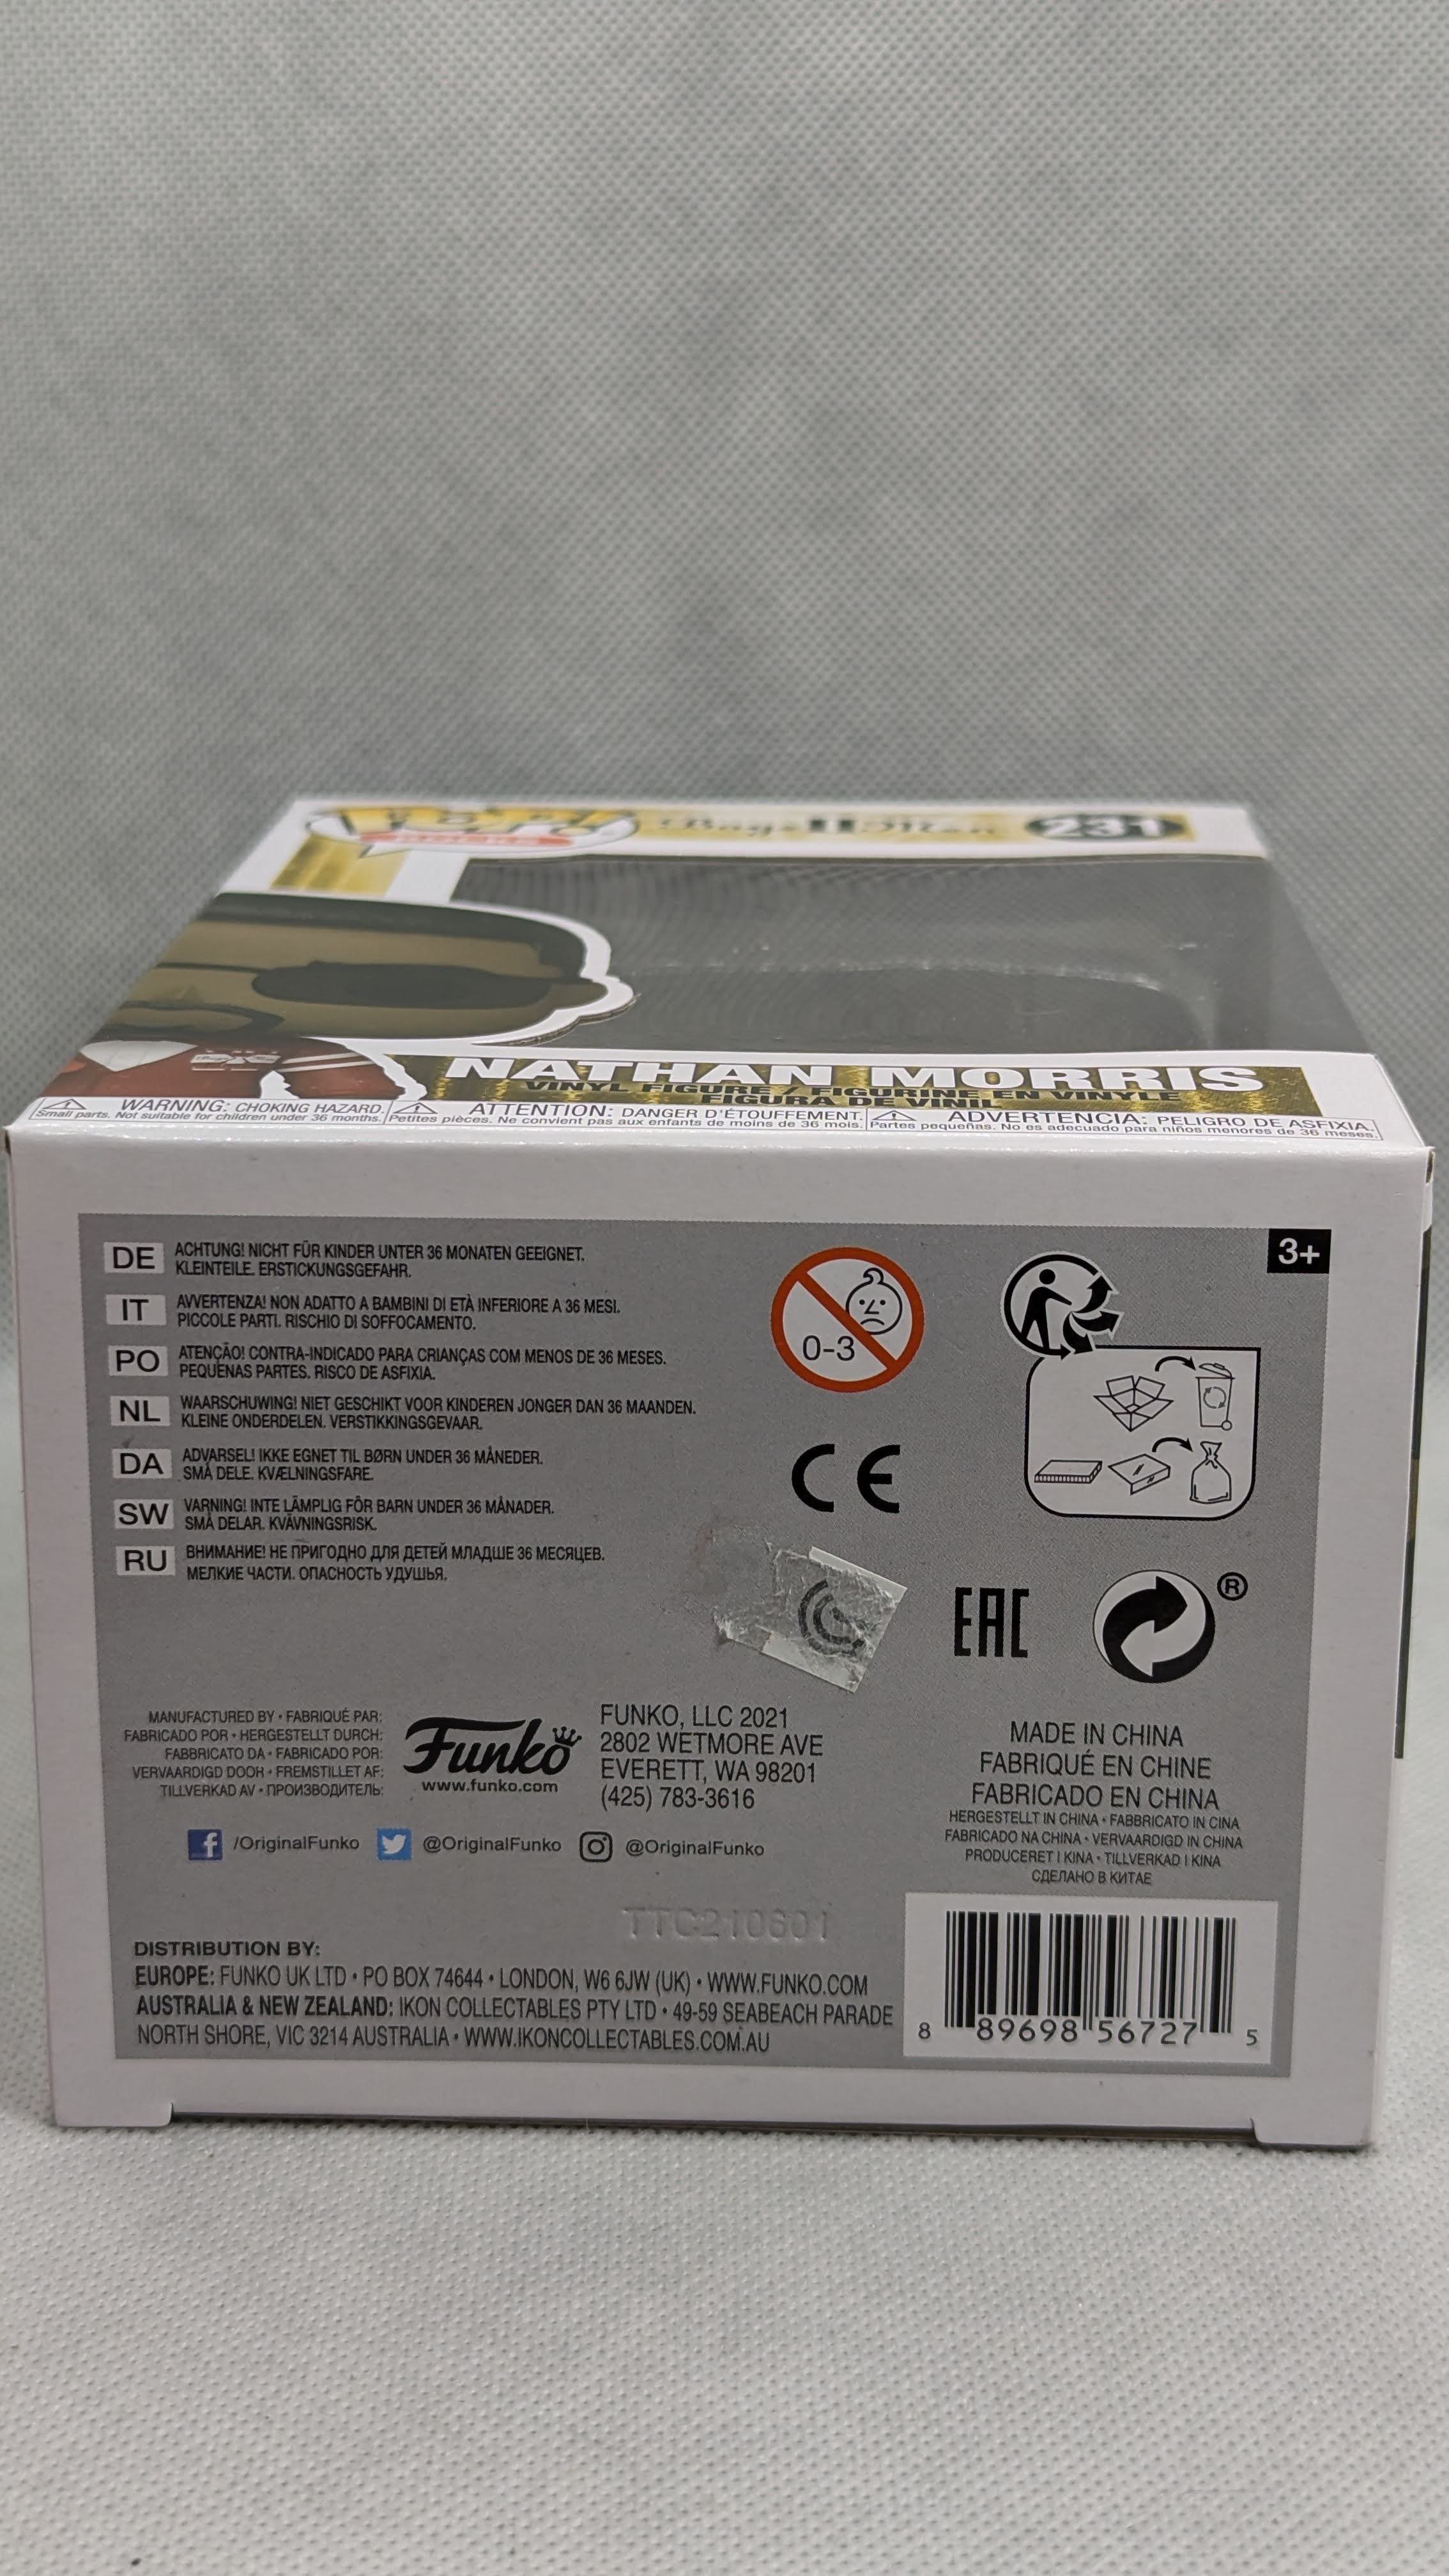 POP!
ROCKS
Boyz II Men
231
NATHAN MORRIS
VINYL FIGURE / FIGURINE EN VINYLE
FIGURA DE VINIL
WARNING: CHOKING HAZARD.
Small parts. Not suitable for children under 36 months.
ATTENTION: DANGER D'ÉTOUFFEMENT.
Petites pièces. Ne convient pas aux enfants de moins de 36 mois.
ADVERTENCIA: PELIGRO DE ASFIXIA.
Partes pequeñas. No es adecuado para niños menores de 36 meses.
DE ACHTUNG! NICHT FÜR KINDER UNTER 36 MONATEN GEEIGNET.
KLEINTEILE. ERSTICKUNGSGEFAHR.
IT AVVERTENZA! NON ADATTO A BAMBINI DI ETÀ INFERIORE A 36 MESI.
PICCOLE PARTI. RISCHIO DI SOFFOCAMENTO.
PO ATENÇÃO! CONTRA-INDICADO PARA CRIANÇAS COM MENOS DE 36 MESES.
PEQUENAS PARTES. RISCO DE ASFIXIA.
NL WAARSCHUWING! NIET GESCHIKT VOOR KINDEREN JONGER DAN 36 MAANDEN.
KLEINE ONDERDELEN. VERSTIKKINGSGEVAAR.
DA ADVARSEL! IKKE EGNET TIL BØRN UNDER 36 MÅNEDER.
SMÅ DELE. KVÆLNINGSFARE.
SW VARNING! INTE LÄMPLIG FÖR BARN UNDER 36 MÅNADER.
SMÅ DELAR. KVÄVNINGSRISK.
RU ВНИМАНИЕ! НЕ ПРИГОДНО ДЛЯ ДЕТЕЙ МЛАДШЕ 36 МЕСЯЦЕВ.
МЕЛКИЕ ЧАСТИ. ОПАСНОСТЬ УДУШЬЯ.
0-3
3+
CE
EAC
®
MANUFACTURED BY • FABRIQUÉ PAR:
FABRICADO POR • HERGESTELLT DURCH:
FABBRICATO DA • FABRICADO POR:
VERVAARDIGD DOOH • FREMSTILLET AF:
TILLVERKAD AV • ПРОИЗВОДИТЕЛЬ:
Funko
www.funko.com
FUNKO, LLC 2021
2802 WETMORE AVE
EVERETT, WA 98201
(425) 783-3616
MADE IN CHINA
FABRIQUÉ EN CHINE
FABRICADO EN CHINA
HERGESTELLT IN CHINA • FABBRICATO IN CINA
FABRICADO NA CHINA • VERVAARDIGD IN CHINA
PRODUCERET I KINA • TILLVERKAD I KINA
СДЕЛАНО В КИТАЕ
/OriginalFunko @OriginalFunko @OriginalFunko
TTC210601
DISTRIBUTION BY:
EUROPE: FUNKO UK LTD • PO BOX 74644 • LONDON, W6 6JW (UK) • WWW.FUNKO.COM
AUSTRALIA & NEW ZEALAND: IKON COLLECTABLES PTY LTD • 49-59 SEABEACH PARADE
NORTH SHORE, VIC 3214 AUSTRALIA • WWW.IKONCOLLECTABLES.COM.AU
8 89698 56727 5